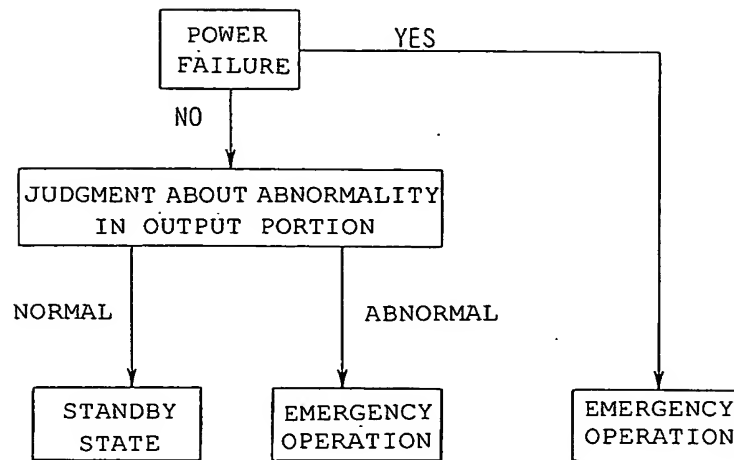 POWER
FAILURE
YES
NO
JUDGMENT ABOUT ABNORMALITY
IN OUTPUT PORTION
NORMAL
ABNORMAL
STANDBY
STATE
EMERGENCY
OPERATION
EMERGENCY
OPERATION